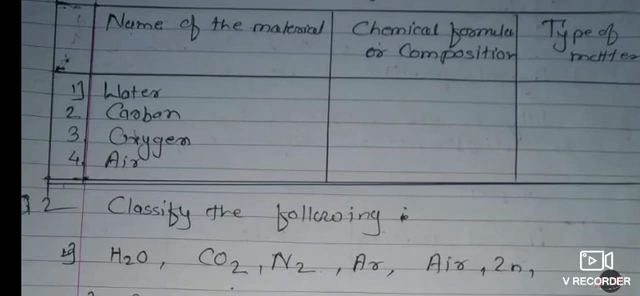 Name of the material Chemical formula Type of
or Composition matter
1) Water
2 Carbon
3 Oxygen
4. Air
2 Classify the following :
1) H2O, CO2, N2, Ar, Air, Zn,
V RECORDER